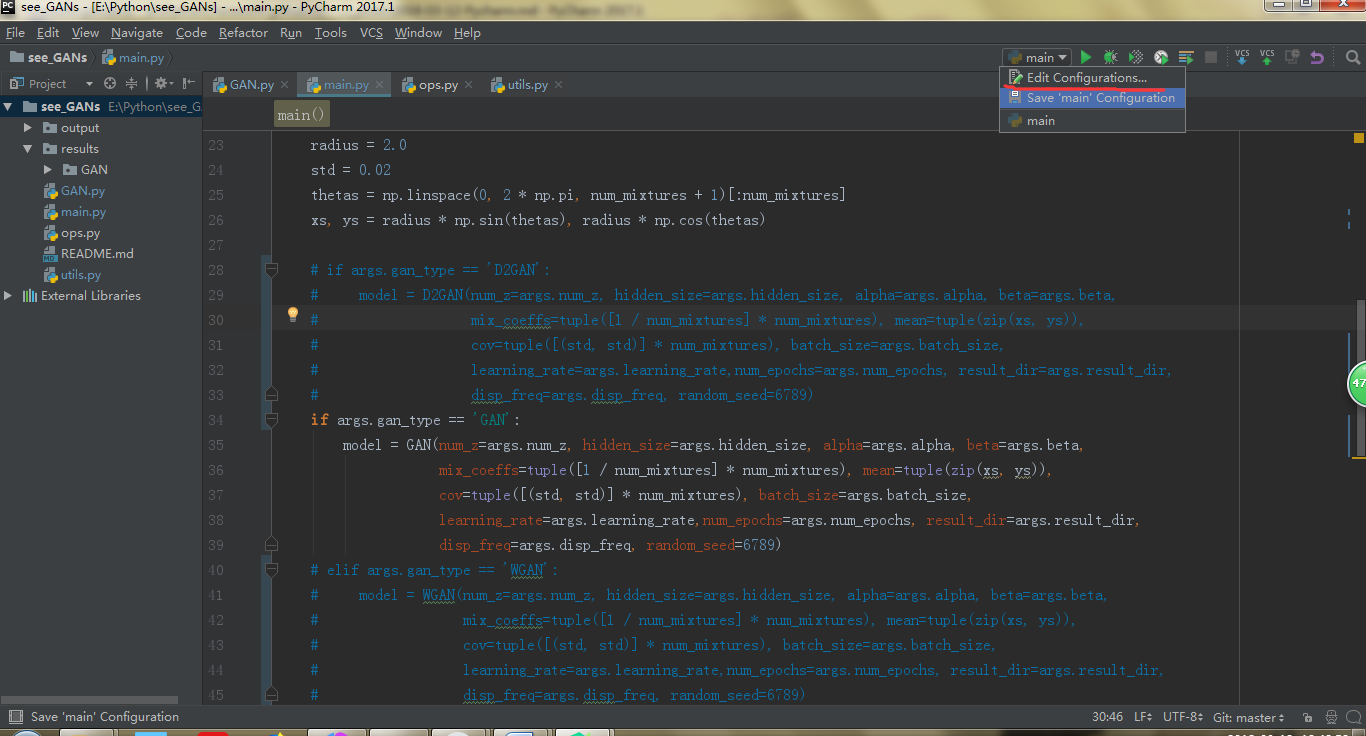 see_GANs - [E:\Python\see_GANs] - ...\main.py - PyCharm 2017.1
File Edit View Navigate Code Refactor Run Tools VCS Window Help
see_GANs main.py main VCS VCS
Project GAN.py main.py ops.py utils.py
Edit Configurations...
Save 'main' Configuration
main
see_GANs E:\Python\see_G
output
results
GAN
GAN.py
main.py
ops.py
README.md
utils.py
External Libraries
main()
23 radius = 2.0
24 std = 0.02
25 thetas = np.linspace(0, 2 * np.pi, num_mixtures + 1)[:num_mixtures]
26 xs, ys = radius * np.sin(thetas), radius * np.cos(thetas)
27
28 # if args.gan_type == 'D2GAN':
29 # model = D2GAN(num_z=args.num_z, hidden_size=args.hidden_size, alpha=args.alpha, beta=args.beta,
30 # mix_coeffs=tuple([1 / num_mixtures] * num_mixtures), mean=tuple(zip(xs, ys)),
31 # cov=tuple([(std, std)] * num_mixtures), batch_size=args.batch_size,
32 # learning_rate=args.learning_rate,num_epochs=args.num_epochs, result_dir=args.result_dir,
33 # disp_freq=args.disp_freq, random_seed=6789)
34 if args.gan_type == 'GAN':
35 model = GAN(num_z=args.num_z, hidden_size=args.hidden_size, alpha=args.alpha, beta=args.beta,
36 mix_coeffs=tuple([1 / num_mixtures] * num_mixtures), mean=tuple(zip(xs, ys)),
37 cov=tuple([(std, std)] * num_mixtures), batch_size=args.batch_size,
38 learning_rate=args.learning_rate,num_epochs=args.num_epochs, result_dir=args.result_dir,
39 disp_freq=args.disp_freq, random_seed=6789)
40 # elif args.gan_type == 'WGAN':
41 # model = WGAN(num_z=args.num_z, hidden_size=args.hidden_size, alpha=args.alpha, beta=args.beta,
42 # mix_coeffs=tuple([1 / num_mixtures] * num_mixtures), mean=tuple(zip(xs, ys)),
43 # cov=tuple([(std, std)] * num_mixtures), batch_size=args.batch_size,
44 # learning_rate=args.learning_rate,num_epochs=args.num_epochs, result_dir=args.result_dir,
45 # disp_freq=args.disp_freq, random_seed=6789)
47
Save 'main' Configuration 30:46 LF UTF-8 Git: master